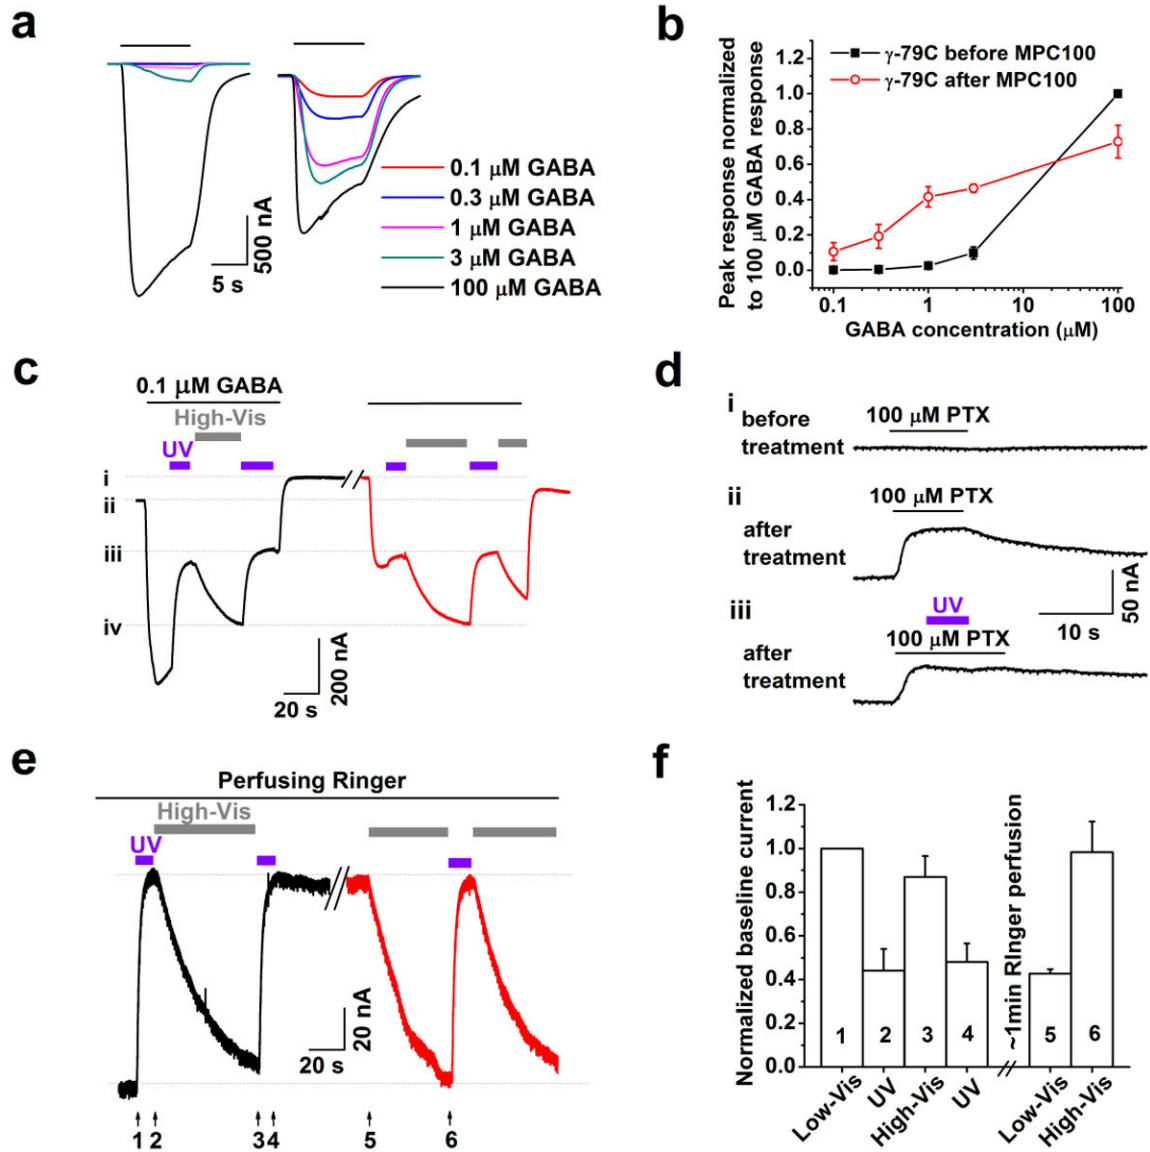 a
5 s
500 nA
0.1 μM GABA
0.3 μM GABA
1 μM GABA
3 μM GABA
100 μM GABA
b
Peak response normalized
to 100 μM GABA response
1.2
1.0
0.8
0.6
0.4
0.2
0.0
γ-79C before MPC100
γ-79C after MPC100
0.1
1
10
100
GABA concentration (μM)
c
0.1 μM GABA
High-Vis
UV
i
ii
iii
iv
20 s
200 nA
d
i
before
treatment
100 μM PTX
ii
after
treatment
100 μM PTX
iii
after
treatment
UV
100 μM PTX
10 s
50 nA
e
Perfusing Ringer
High-Vis
UV
20 s
20 nA
1 2 3 4 5 6
f
Normalized baseline current
1.2
1.0
0.8
0.6
0.4
0.2
0.0
~1min RInger perfusion
1 2 3 4 5 6
Low-Vis
UV
High-Vis
UV
Low-Vis
High-Vis